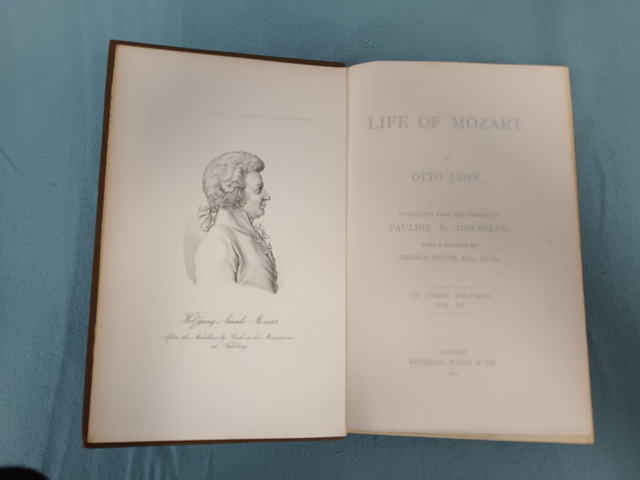 Wolfgang Amade Mozart.
After the Medallion by Posch in the Mozarteum
at Salzburg.
LIFE OF MOZART
BY
OTTO JAHN.
TRANSLATED FROM THE GERMAN BY
PAULINE D. TOWNSEND.
WITH A PREFACE BY
GEORGE GROVE, ESQ., D.C.L.
IN THREE VOLUMES
VOL. III.
LONDON
NOVELLO, EWER & CO.